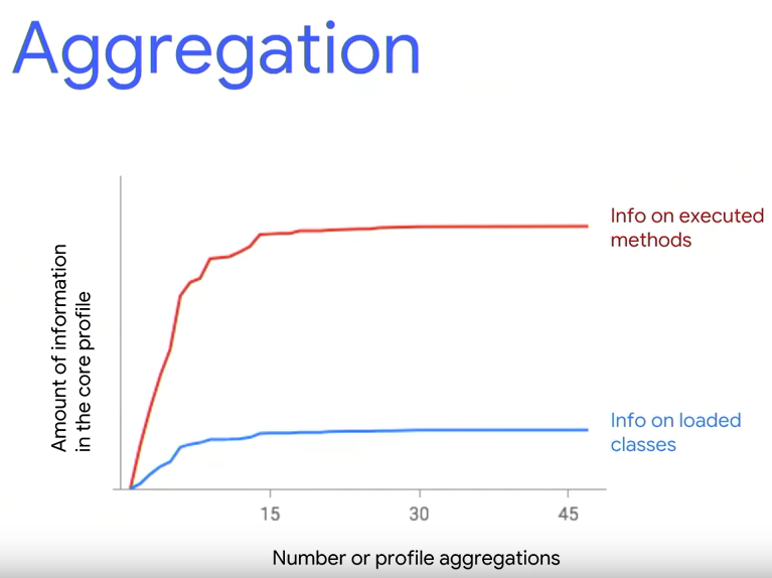 Aggregation
Info on executed
methods
Amount of information
in the core profile
Info on loaded
classes
15
30
45
Number or profile aggregations